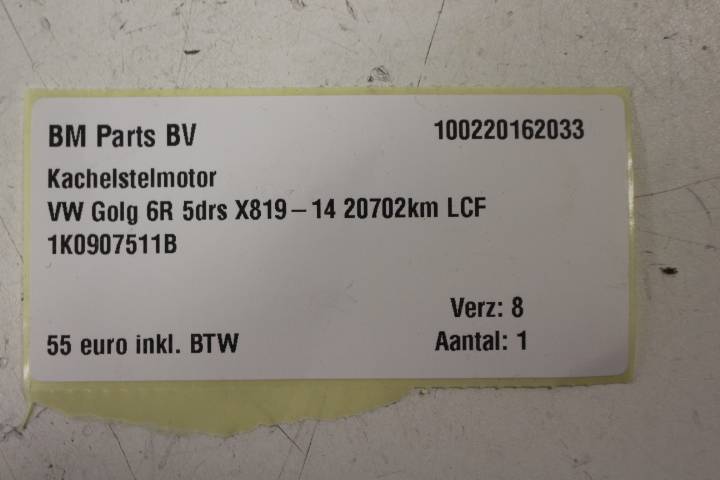 BM Parts BV 100220162033
Kachelstelmotor
VW Golg 6R 5drs X819-14 20702km LCF
1K0907511B
Verz: 8
55 euro inkl. BTW Aantal: 1